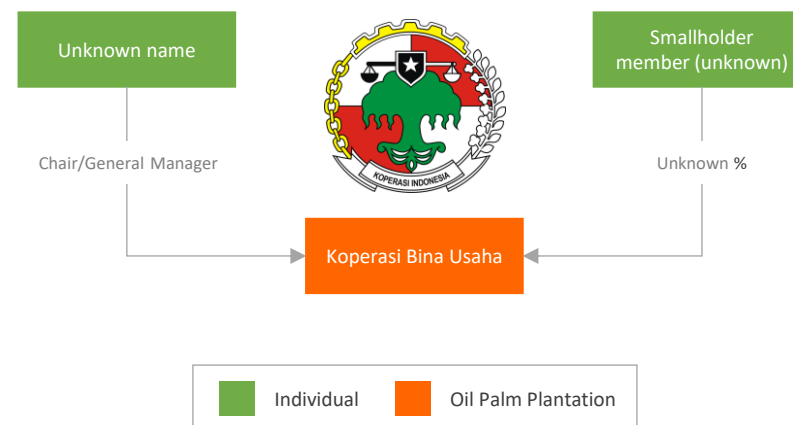 Unknown name
Smallholder
member (unknown)
KOPERASI INDONESIA
Chair/General Manager
Unknown %
Koperasi Bina Usaha
Individual
Oil Palm Plantation